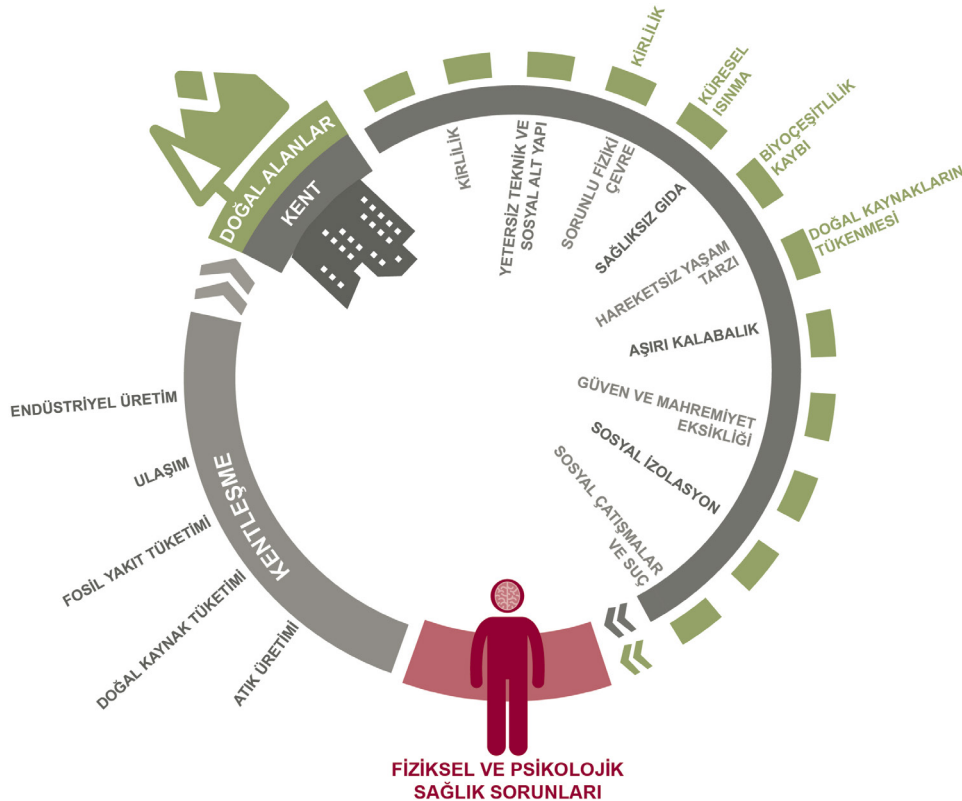 DOĞAL ALANLAR
KENT
KİRLİLİK
KÜRESEL
ISINMA
BİYOÇEŞİTLİLİK
KAYBI
DOĞAL KAYNAKLARIN
TÜKENMESİ
KİRLİLİK
YETERSİZ TEKNİK VE
SOSYAL ALT YAPI
SORUNLU FİZİKİ
ÇEVRE
SAĞLIKSIZ GIDA
HAREKETSİZ YAŞAM
TARZI
AŞIRI KALABALIK
GÜVEN VE MAHREMİYET
EKSİKLİĞİ
SOSYAL İZOLASYON
SOSYAL ÇATIŞMALAR
VE SUÇ
KENTLEŞME
ENDÜSTRİYEL ÜRETİM
ULAŞIM
FOSİL YAKIT TÜKETİMİ
DOĞAL KAYNAK TÜKETİMİ
ATIK ÜRETİMİ
FİZİKSEL VE PSİKOLOJİK
SAĞLIK SORUNLARI